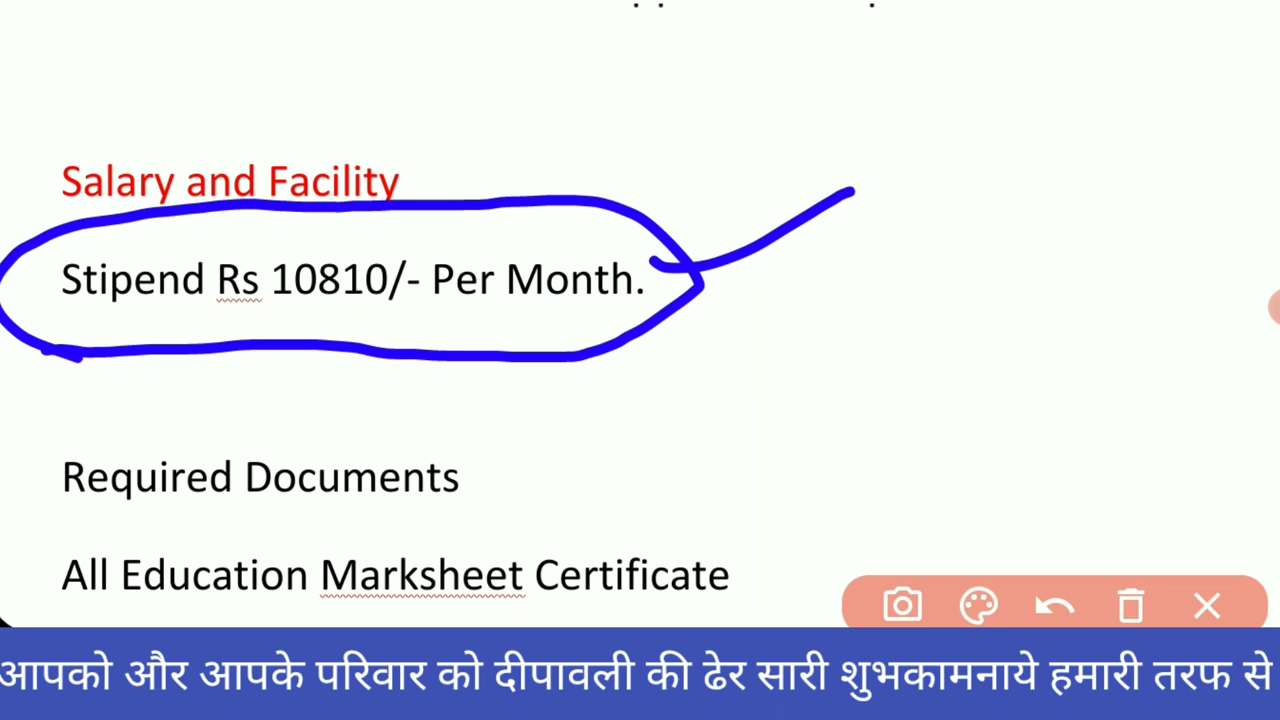 Salary and Facility
Stipend Rs 10810/- Per Month.
Required Documents
All Education Marksheet Certificate
आपको और आपके परिवार को दीपावली की ढेर सारी शुभकामनाये हमारी तरफ से